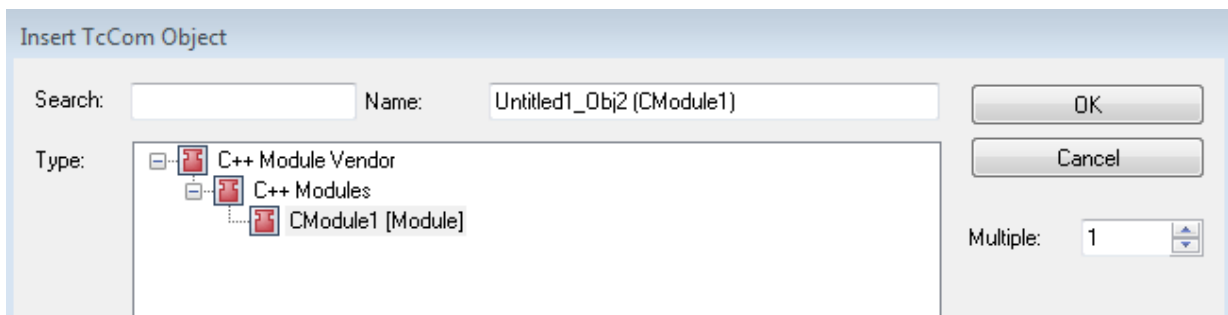 Insert TcCom Object
Search: Name: Untitled1_Obj2 (CModule1) OK
Type: C++ Module Vendor Cancel
C++ Modules
CModule1 [Module]
Multiple: 1